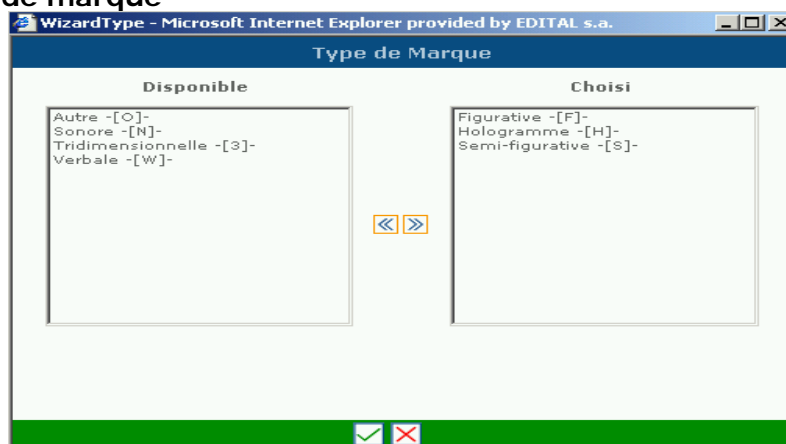 de marque
WizardType - Microsoft Internet Explorer provided by EDITAL s.a.
Type de Marque
Disponible
Choisi
Autre -[O]-
Sonore -[N]-
Tridimensionnelle -[3]-
Verbale -[W]-
Figurative -[F]-
Hologramme -[H]-
Semi-figurative -[S]-